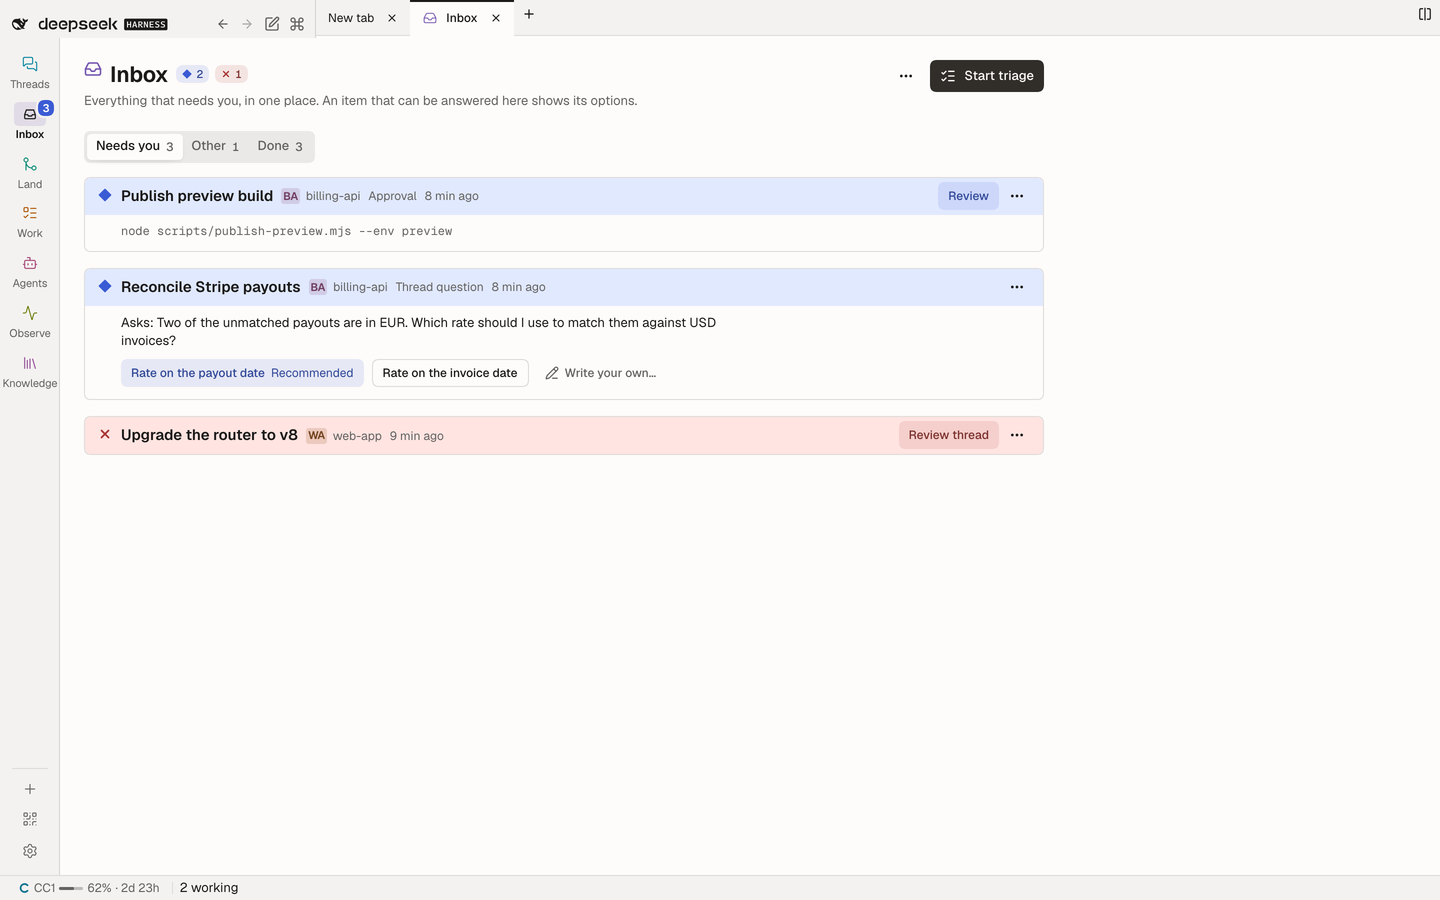 deepseek HARNESS
New tab
Inbox
Threads
3
Inbox
Land
Work
Agents
Observe
Knowledge
Inbox 2 1
Start triage
Everything that needs you, in one place. An item that can be answered here shows its options.
Needs you 3 Other 1 Done 3
Publish preview build BA billing-api Approval 8 min ago Review
node scripts/publish-preview.mjs --env preview
Reconcile Stripe payouts BA billing-api Thread question 8 min ago
Asks: Two of the unmatched payouts are in EUR. Which rate should I use to match them against USD
invoices?
Rate on the payout date Recommended Rate on the invoice date Write your own...
Upgrade the router to v8 WA web-app 9 min ago Review thread
CC1 62% · 2d 23h 2 working